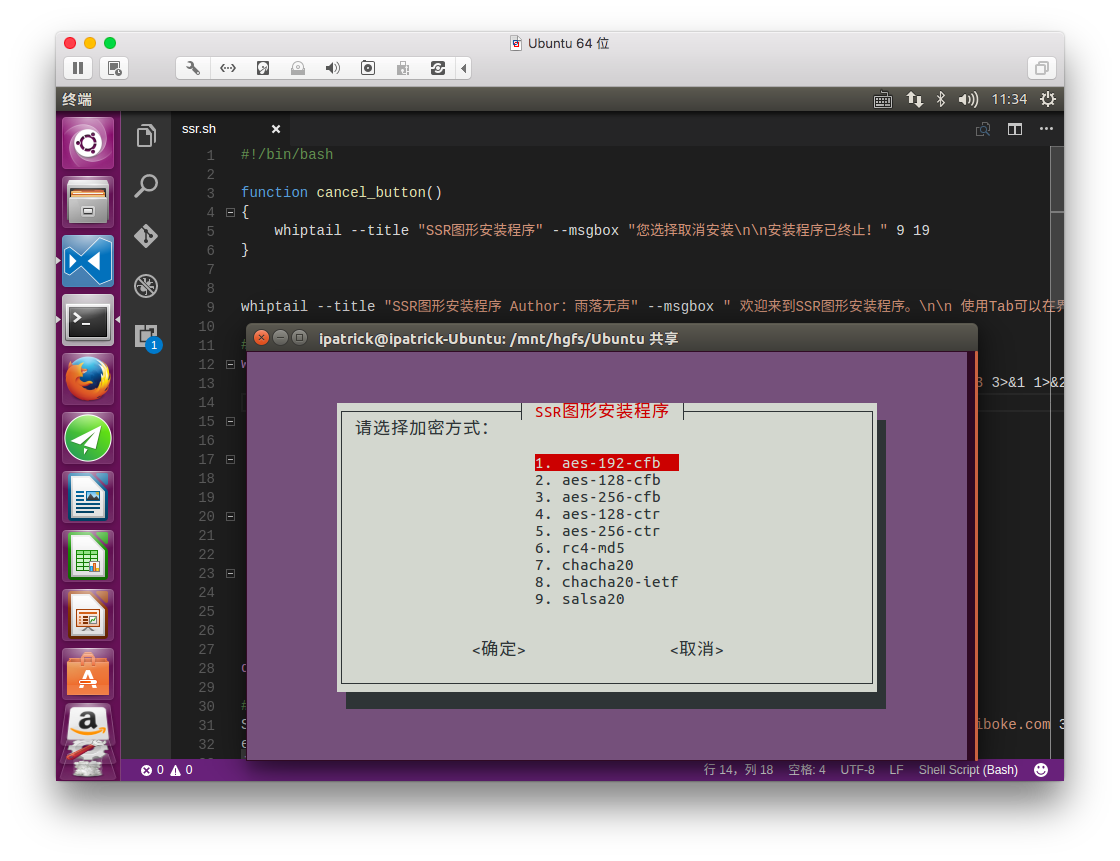 Ubuntu 64 位
终端
11:34
ssr.sh
1 #!/bin/bash
2
3 function cancel_button()
4 {
5 whiptail --title "SSR图形安装程序" --msgbox "您选择取消安装\n\n安装程序已终止！" 9 19
6 }
7
8
9 whiptail --title "SSR图形安装程序 Author：雨落无声" --msgbox " 欢迎来到SSR图形安装程序。\n\n 使用Tab可以在界
10
11 #
12 w
13 3 3>&1 1>&2
14
15
16
17
18
19
20
21
22
23
24
25
26
27
28 c
29
30 #
31 S iboke.com 3
32 e
1
ipatrick@ipatrick-Ubuntu: /mnt/hgfs/Ubuntu 共享
SSR图形安装程序
请选择加密方式：
1. aes-192-cfb
2. aes-128-cfb
3. aes-256-cfb
4. aes-128-ctr
5. aes-256-ctr
6. rc4-md5
7. chacha20
8. chacha20-ietf
9. salsa20
<确定> <取消>
0 0 行 14，列 18 空格: 4 UTF-8 LF Shell Script (Bash)